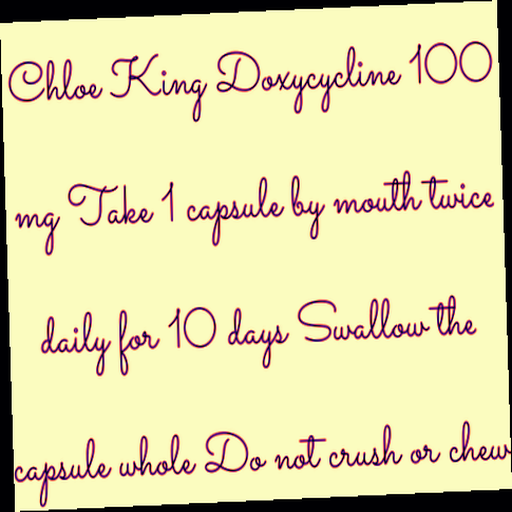 Chloe King Doxycycline 100
mg Take 1 capsule by mouth twice
daily for 10 days Swallow the
capsule whole Do not crush or chew